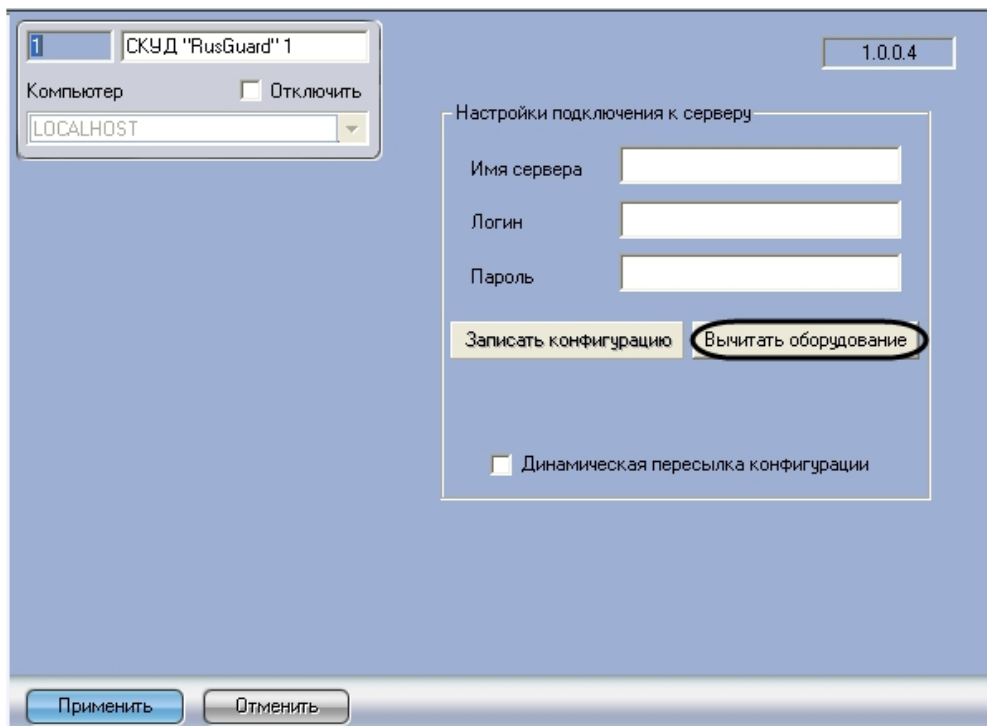 1 СКУД "RusGuard" 1
1.0.0.4
Компьютер Отключить
LOCALHOST
Настройки подключения к серверу
Имя сервера
Логин
Пароль
Записать конфигурацию Вычитать оборудование
Динамическая пересылка конфигурации
Применить Отменить